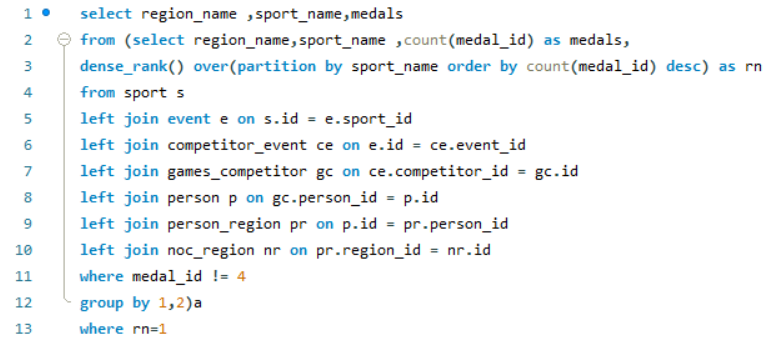 1 select region_name ,sport_name,medals
2 from (select region_name,sport_name ,count(medal_id) as medals,
3 dense_rank() over(partition by sport_name order by count(medal_id) desc) as rn
4 from sport s
5 left join event e on s.id = e.sport_id
6 left join competitor_event ce on e.id = ce.event_id
7 left join games_competitor gc on ce.competitor_id = gc.id
8 left join person p on gc.person_id = p.id
9 left join person_region pr on p.id = pr.person_id
10 left join noc_region nr on pr.region_id = nr.id
11 where medal_id != 4
12 group by 1,2)a
13 where rn=1